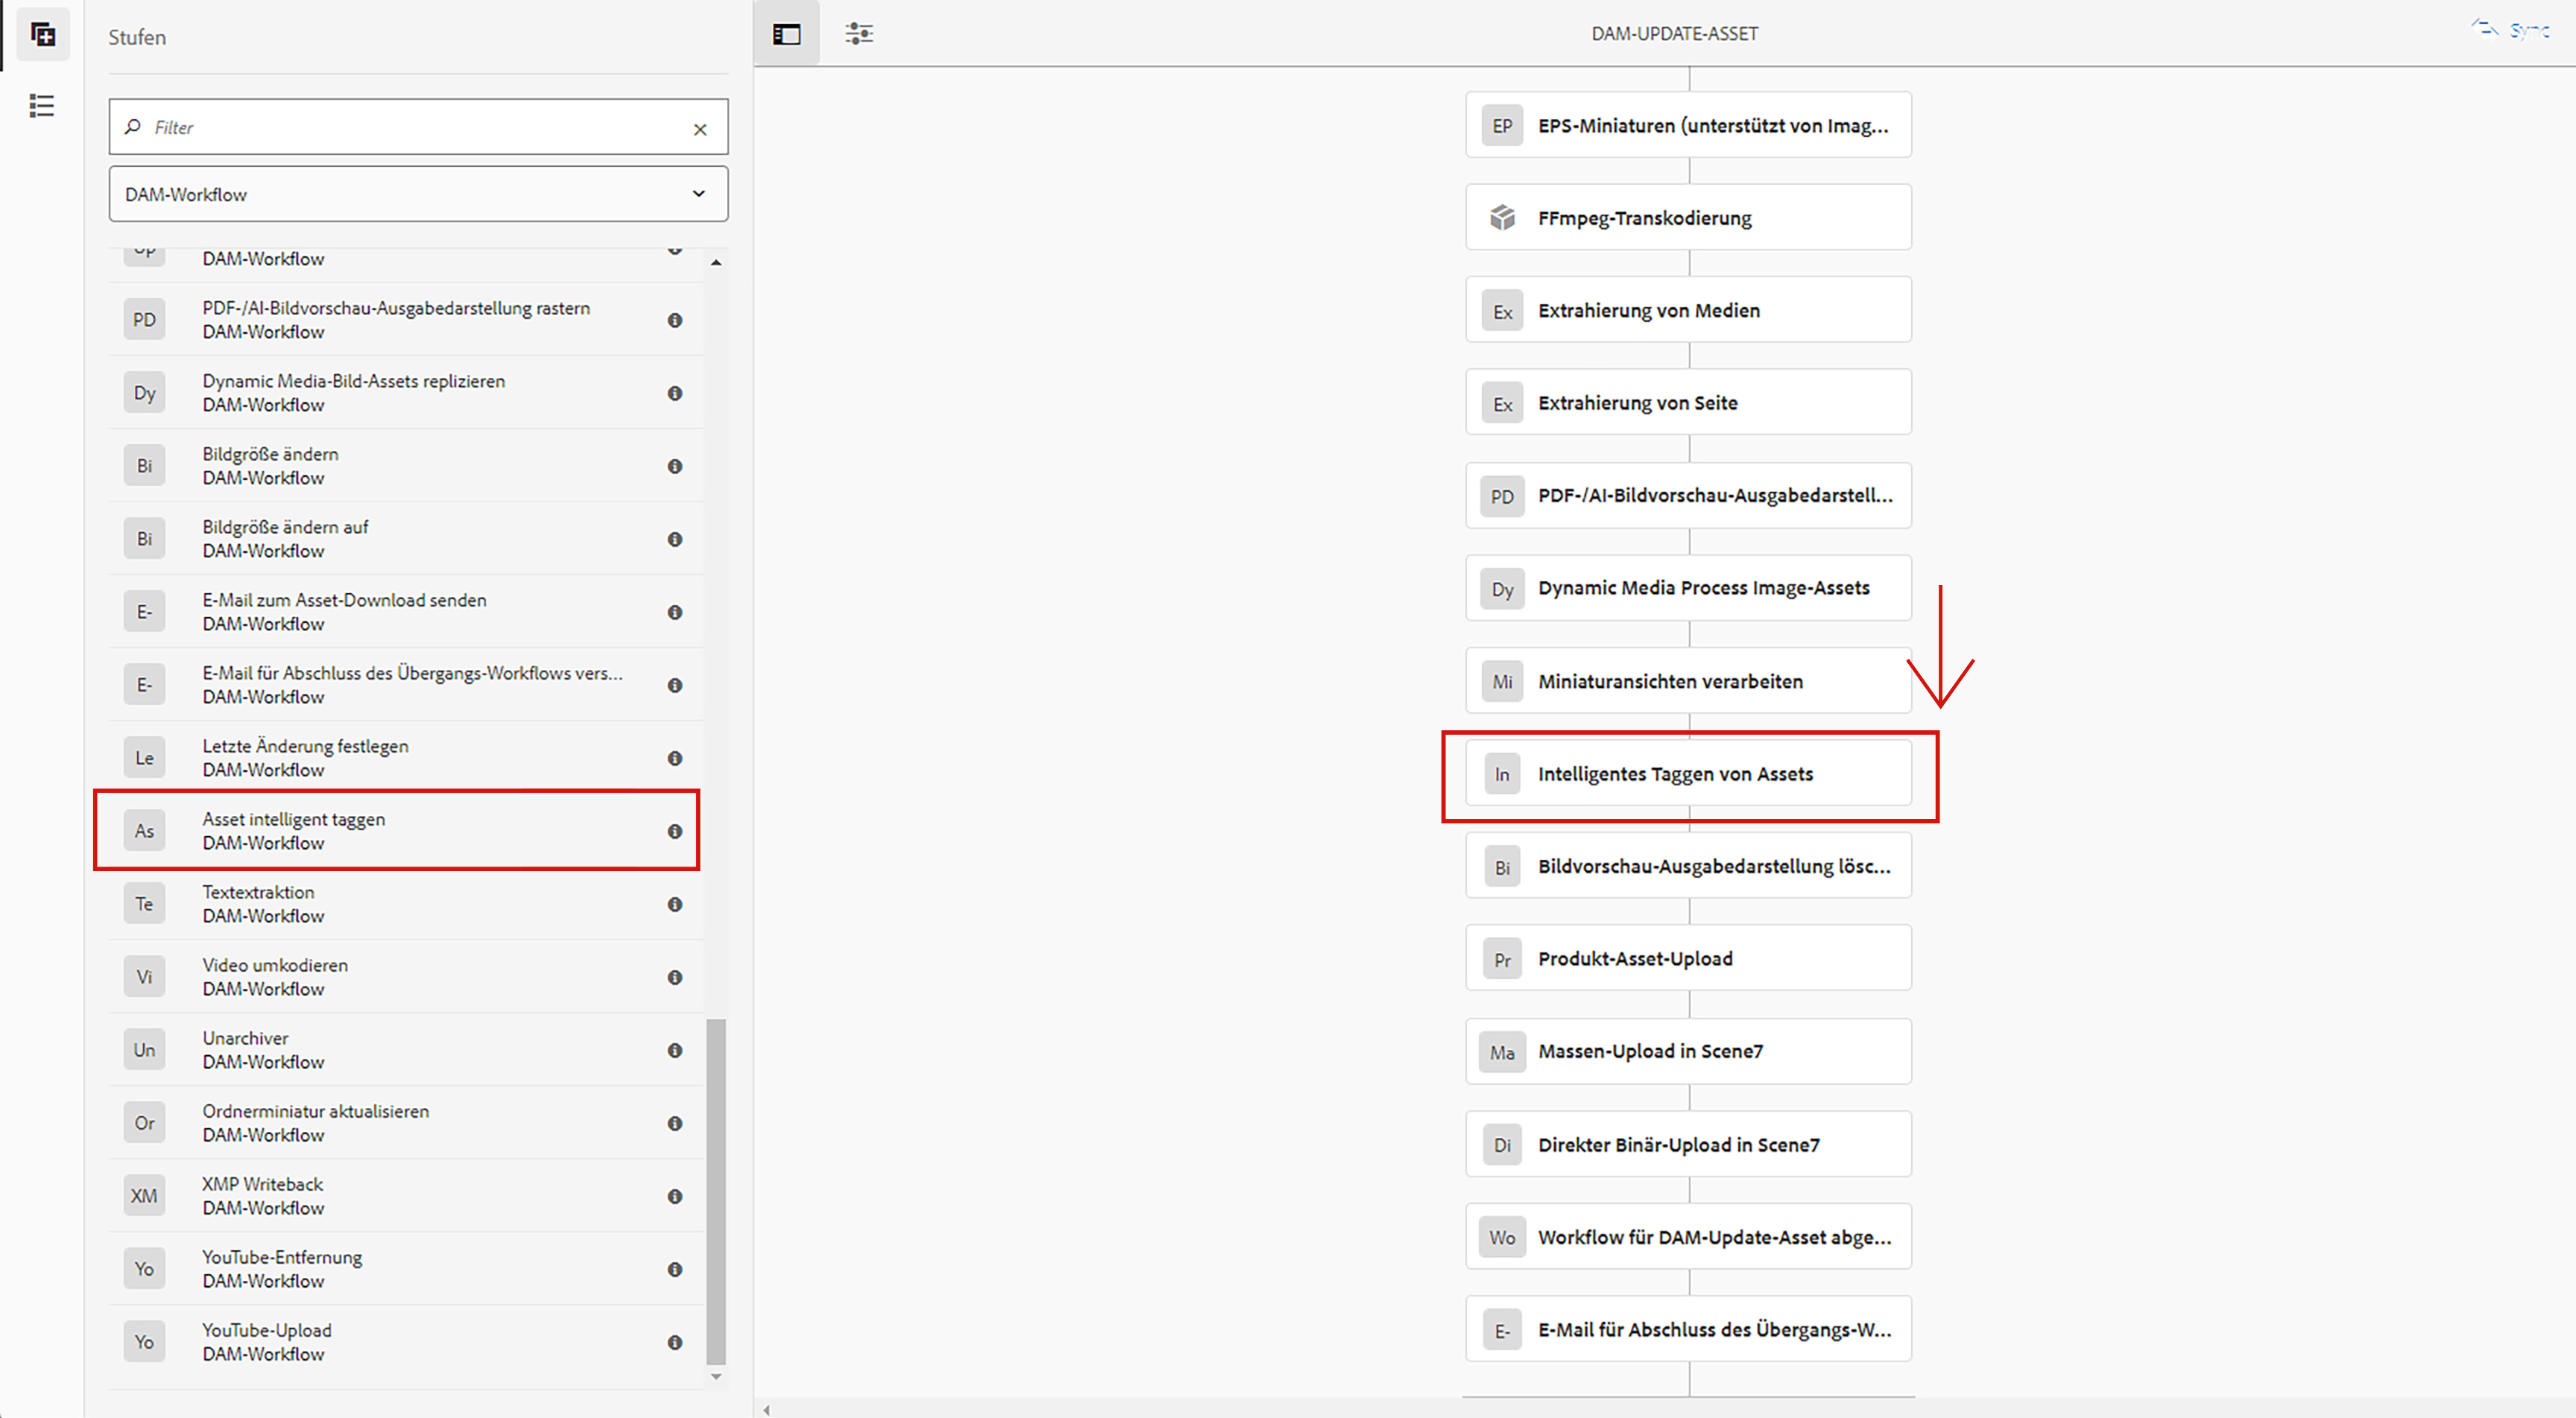 Stufen
Filter
DAM-Workflow
DAM-Workflow
PD
PDF-/AI-Bildvorschau-Ausgabedarstellung rastern
DAM-Workflow
Dy
Dynamic Media-Bild-Assets replizieren
DAM-Workflow
Bi
Bildgröße ändern
DAM-Workflow
Bi
Bildgröße ändern auf
DAM-Workflow
E-
E-Mail zum Asset-Download senden
DAM-Workflow
E-
E-Mail für Abschluss des Übergangs-Workflows vers...
DAM-Workflow
Le
Letzte Änderung festlegen
DAM-Workflow
As
Asset intelligent taggen
DAM-Workflow
Te
Textextraktion
DAM-Workflow
Vi
Video umkodieren
DAM-Workflow
Un
Unarchiver
DAM-Workflow
Or
Ordnerminiatur aktualisieren
DAM-Workflow
XM
XMP Writeback
DAM-Workflow
Yo
YouTube-Entfernung
DAM-Workflow
Yo
YouTube-Upload
DAM-Workflow
DAM-UPDATE-ASSET
Sync
EP EPS-Miniaturen (unterstützt von Imag...
FFmpeg-Transkodierung
Ex Extrahierung von Medien
Ex Extrahierung von Seite
PD PDF-/AI-Bildvorschau-Ausgabedarstell...
Dy Dynamic Media Process Image-Assets
Mi Miniaturansichten verarbeiten
In Intelligentes Taggen von Assets
Bi Bildvorschau-Ausgabedarstellung lösc...
Pr Produkt-Asset-Upload
Ma Massen-Upload in Scene7
Di Direkter Binär-Upload in Scene7
Wo Workflow für DAM-Update-Asset abge...
E- E-Mail für Abschluss des Übergangs-W...